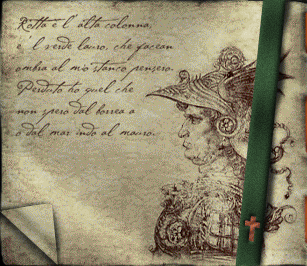 Rotta è l' alta colonna,
e 'l verde lauro, che facean
ombra al mio stanco pensero.
Perduto ho quel che
non spero dal borrea a
o dal mar indo al mauro.